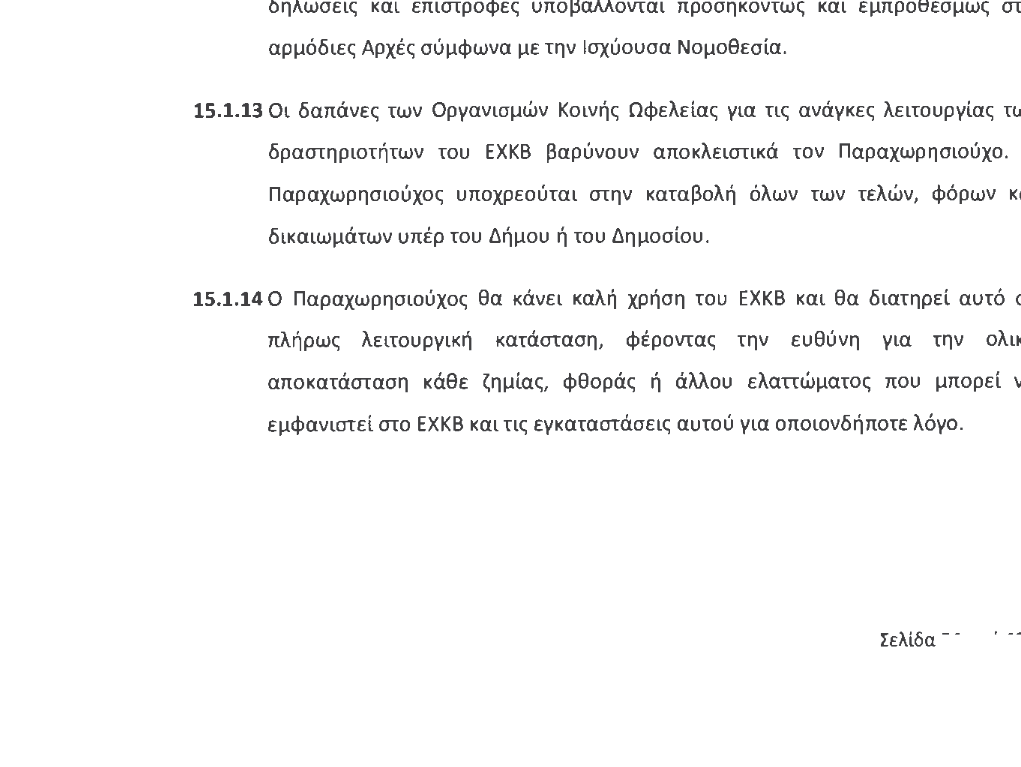 δηλώσεις και επιστροφές υποβάλλονται προσηκόντως και εμπροθέσμως
αρμόδιες Αρχές σύμφωνα με την Ισχύουσα Νομοθεσία.
15.1.13 Οι δαπάνες των Οργανισμών Κοινής Ωφελείας για τις ανάγκες λειτουργίας
δραστηριοτήτων του ΕΧΚΒ βαρύνουν αποκλειστικά τον Παραχωρησιούχο.
Παραχωρησιούχος υποχρεούται στην καταβολή όλων των τελών, φόρων
δικαιωμάτων υπέρ του Δήμου ή του Δημοσίου.
15.1.14 Ο Παραχωρησιούχος θα κάνει καλή χρήση του ΕΧΚΒ και θα διατηρεί αυτό
πλήρως λειτουργική κατάσταση, φέροντας την ευθύνη για την
αποκατάσταση κάθε ζημίας, φθοράς ή άλλου ελαττώματος που μπορεί
εμφανιστεί στο ΕΧΚΒ και τις εγκαταστάσεις αυτού για οποιονδήποτε λόγο.
Σελίδα